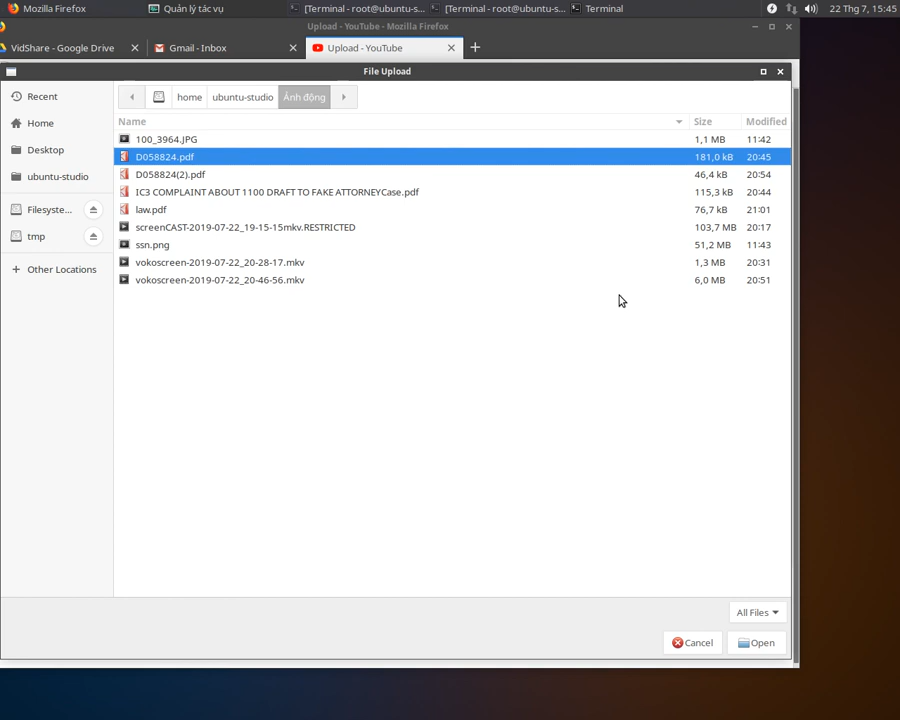 Mozilla Firefox
Quản lý tác vụ
[Terminal - root@ubuntu-s...
[Terminal - root@ubuntu-s...
Terminal
22 Thg 7, 15:45
Upload - YouTube - Mozilla Firefox
VidShare - Google Drive
Gmail - Inbox
Upload - YouTube
File Upload
Recent
Home
Desktop
ubuntu-studio
Filesyste...
tmp
Other Locations
home
ubuntu-studio
Ảnh động
Name Size Modified
100_3964.JPG 1,1 MB 11:42
D058824.pdf 181,0 kB 20:45
D058824(2).pdf 46,4 kB 20:54
IC3 COMPLAINT ABOUT 1100 DRAFT TO FAKE ATTORNEYCase.pdf 115,3 kB 20:44
law.pdf 76,7 kB 21:01
screenCAST-2019-07-22_19-15-15mkv.RESTRICTED 103,7 MB 20:17
ssn.png 51,2 MB 11:43
vokoscreen-2019-07-22_20-28-17.mkv 1,3 MB 20:31
vokoscreen-2019-07-22_20-46-56.mkv 6,0 MB 20:51
All Files
Cancel
Open